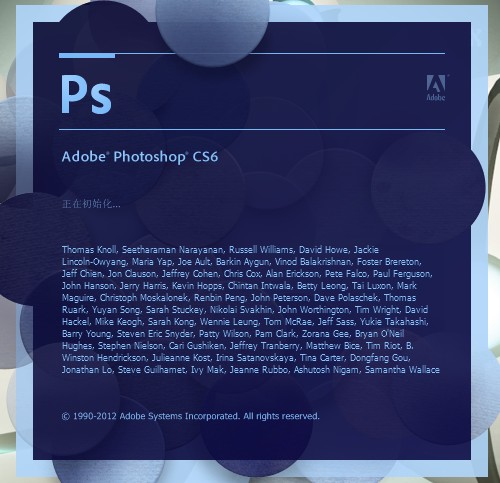 Ps
Adobe
Adobe® Photoshop® CS6
正在初始化...
Thomas Knoll, Seetharaman Narayanan, Russell Williams, David Howe, Jackie
Lincoln-Owyang, Maria Yap, Joe Ault, Barkin Aygun, Vinod Balakrishnan, Foster Brereton,
Jeff Chien, Jon Clauson, Jeffrey Cohen, Chris Cox, Alan Erickson, Pete Falco, Paul Ferguson,
John Hanson, Jerry Harris, Kevin Hopps, Chintan Intwala, Betty Leong, Tai Luxon, Mark
Maguire, Christoph Moskalonek, Renbin Peng, John Peterson, Dave Polaschek, Thomas
Ruark, Yuyan Song, Sarah Stuckey, Nikolai Svakhin, John Worthington, Tim Wright, David
Hackel, Mike Keogh, Sarah Kong, Wennie Leung, Tom McRae, Jeff Sass, Yukie Takahashi,
Barry Young, Steven Eric Snyder, Patty Wilson, Pam Clark, Zorana Gee, Bryan O'Neil
Hughes, Stephen Nielson, Cari Gushiken, Jeffrey Tranberry, Matthew Bice, Tim Riot, B.
Winston Hendrickson, Julieanne Kost, Irina Satanovskaya, Tina Carter, Dongfang Gou,
Jonathan Lo, Steve Guilhamet, Ivy Mak, Jeanne Rubbo, Ashutosh Nigam, Samantha Wallace
© 1990-2012 Adobe Systems Incorporated. All rights reserved.